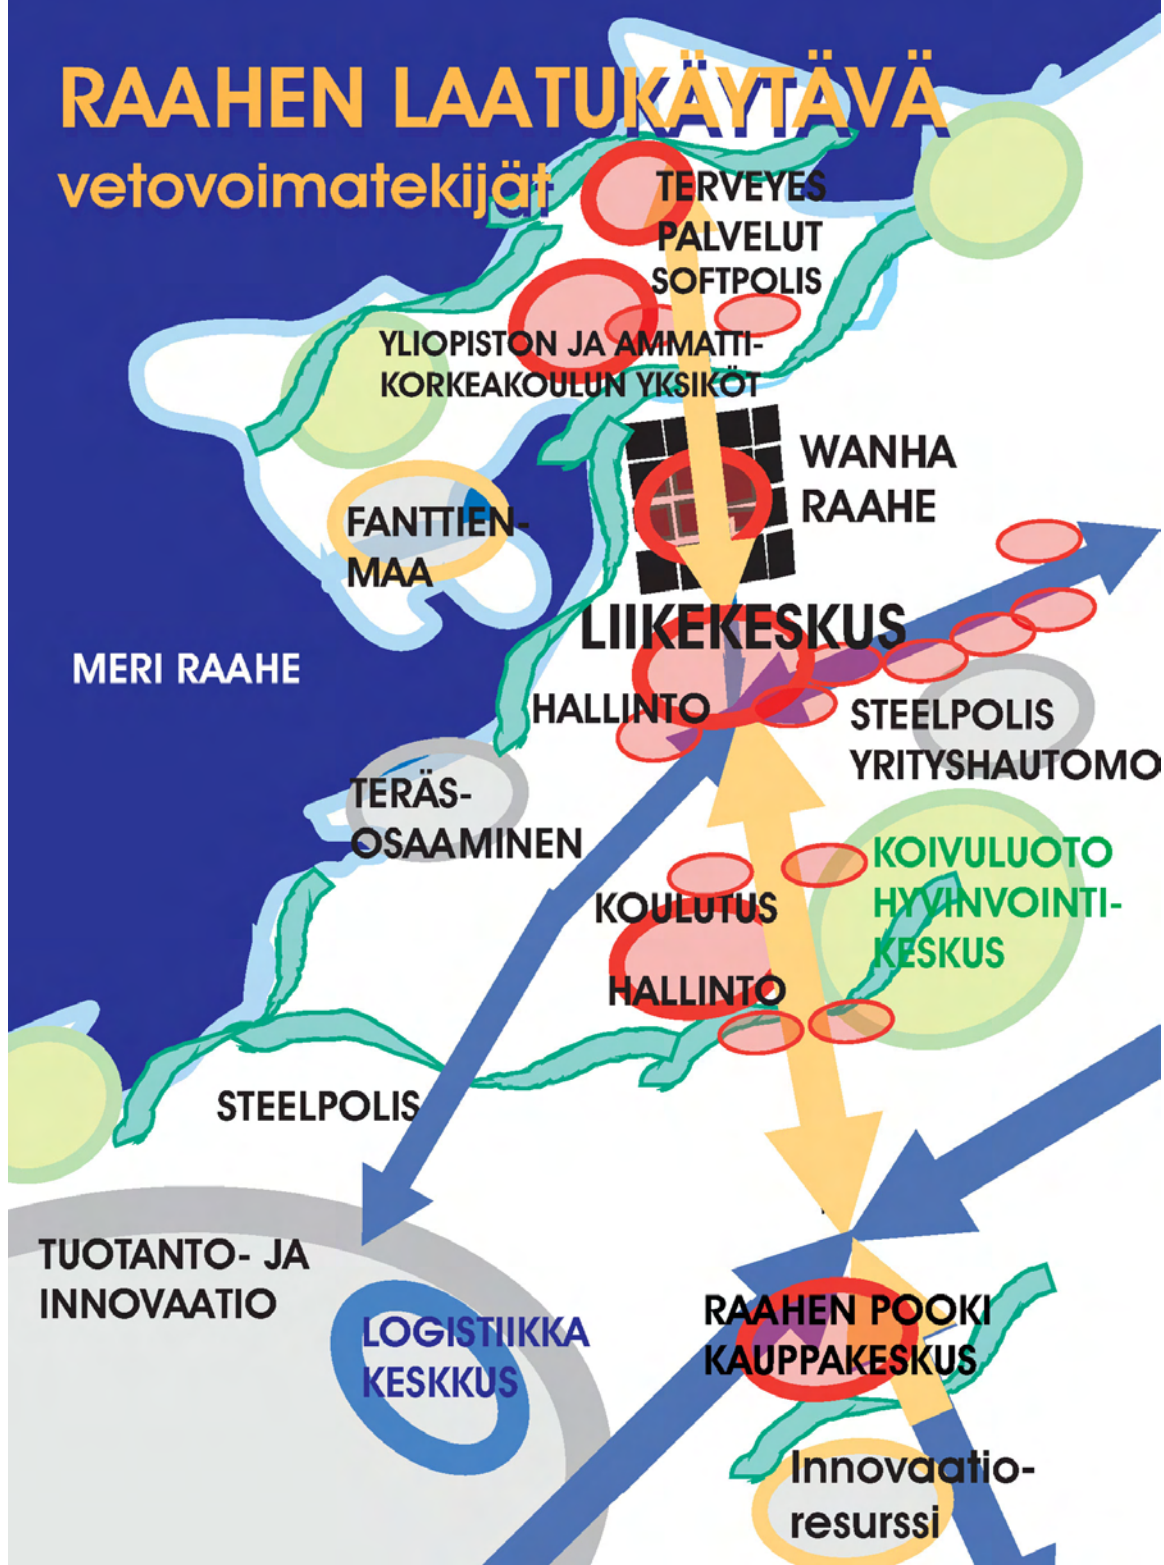 RAAHEN LAATUKÄYTÄVÄ
vetovoimatekijät
TERVEYES
PALVELUT
SOFTPOLIS
YLIOPISTON JA AMMATTI-
KORKEAKOULUN YKSIKÖT
WANHA
RAAHE
FANTTIEN-
MAA
LIIKEKESKUS
MERI RAAHE
HALLINTO
STEELPOLIS
YRITYSHAUTOMO
TERÄS-
OSAAMINEN
KOIVULUOTO
HYVINVOINTI-
KESKUS
KOULUTUS
HALLINTO
STEELPOLIS
TUOTANTO- JA
INNOVAATIO
LOGISTIIKKA
KESKKUS
RAAHEN POOKI
KAUPPAKESKUS
Innovaatio-
resurssi